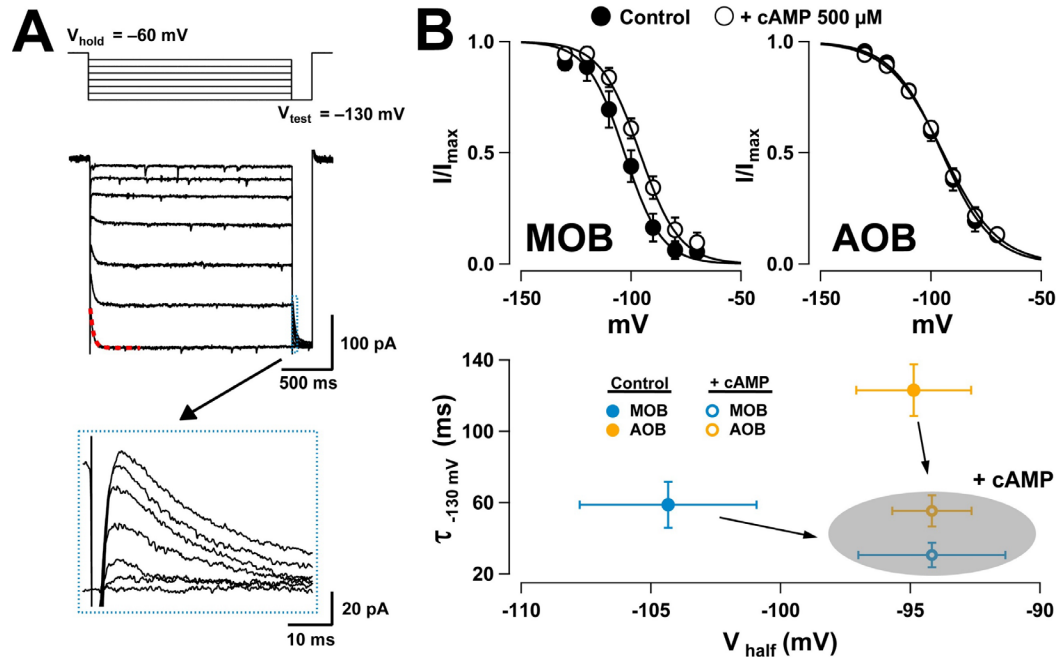 A
V hold = –60 mV
V test = –130 mV
100 pA
500 ms
20 pA
10 ms
B
Control
+ cAMP 500 µM
I/Imax
1.0
0.5
0.0
MOB
-150
-100
-50
mV
I/Imax
1.0
0.5
0.0
AOB
-150
-100
-50
mV
τ -130 mV (ms)
140
100
60
20
Control
+ cAMP
MOB
MOB
AOB
AOB
+ cAMP
-110
-105
-100
-95
-90
V half (mV)